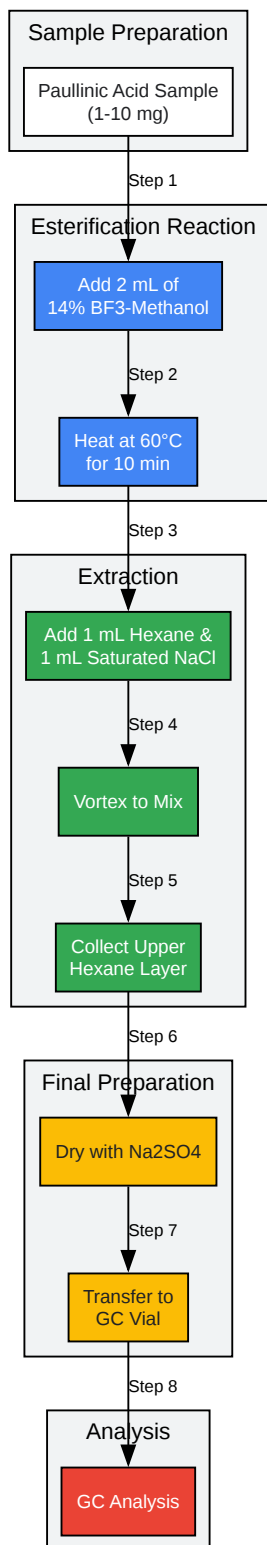 Sample Preparation
Paullinic Acid Sample
(1-10 mg)
Step 1
Esterification Reaction
Add 2 mL of
14% BF3-Methanol
Step 2
Heat at 60°C
for 10 min
Step 3
Extraction
Add 1 mL Hexane &
1 mL Saturated NaCl
Step 4
Vortex to Mix
Step 5
Collect Upper
Hexane Layer
Step 6
Final Preparation
Dry with Na2SO4
Step 7
Transfer to
GC Vial
Step 8
Analysis
GC Analysis